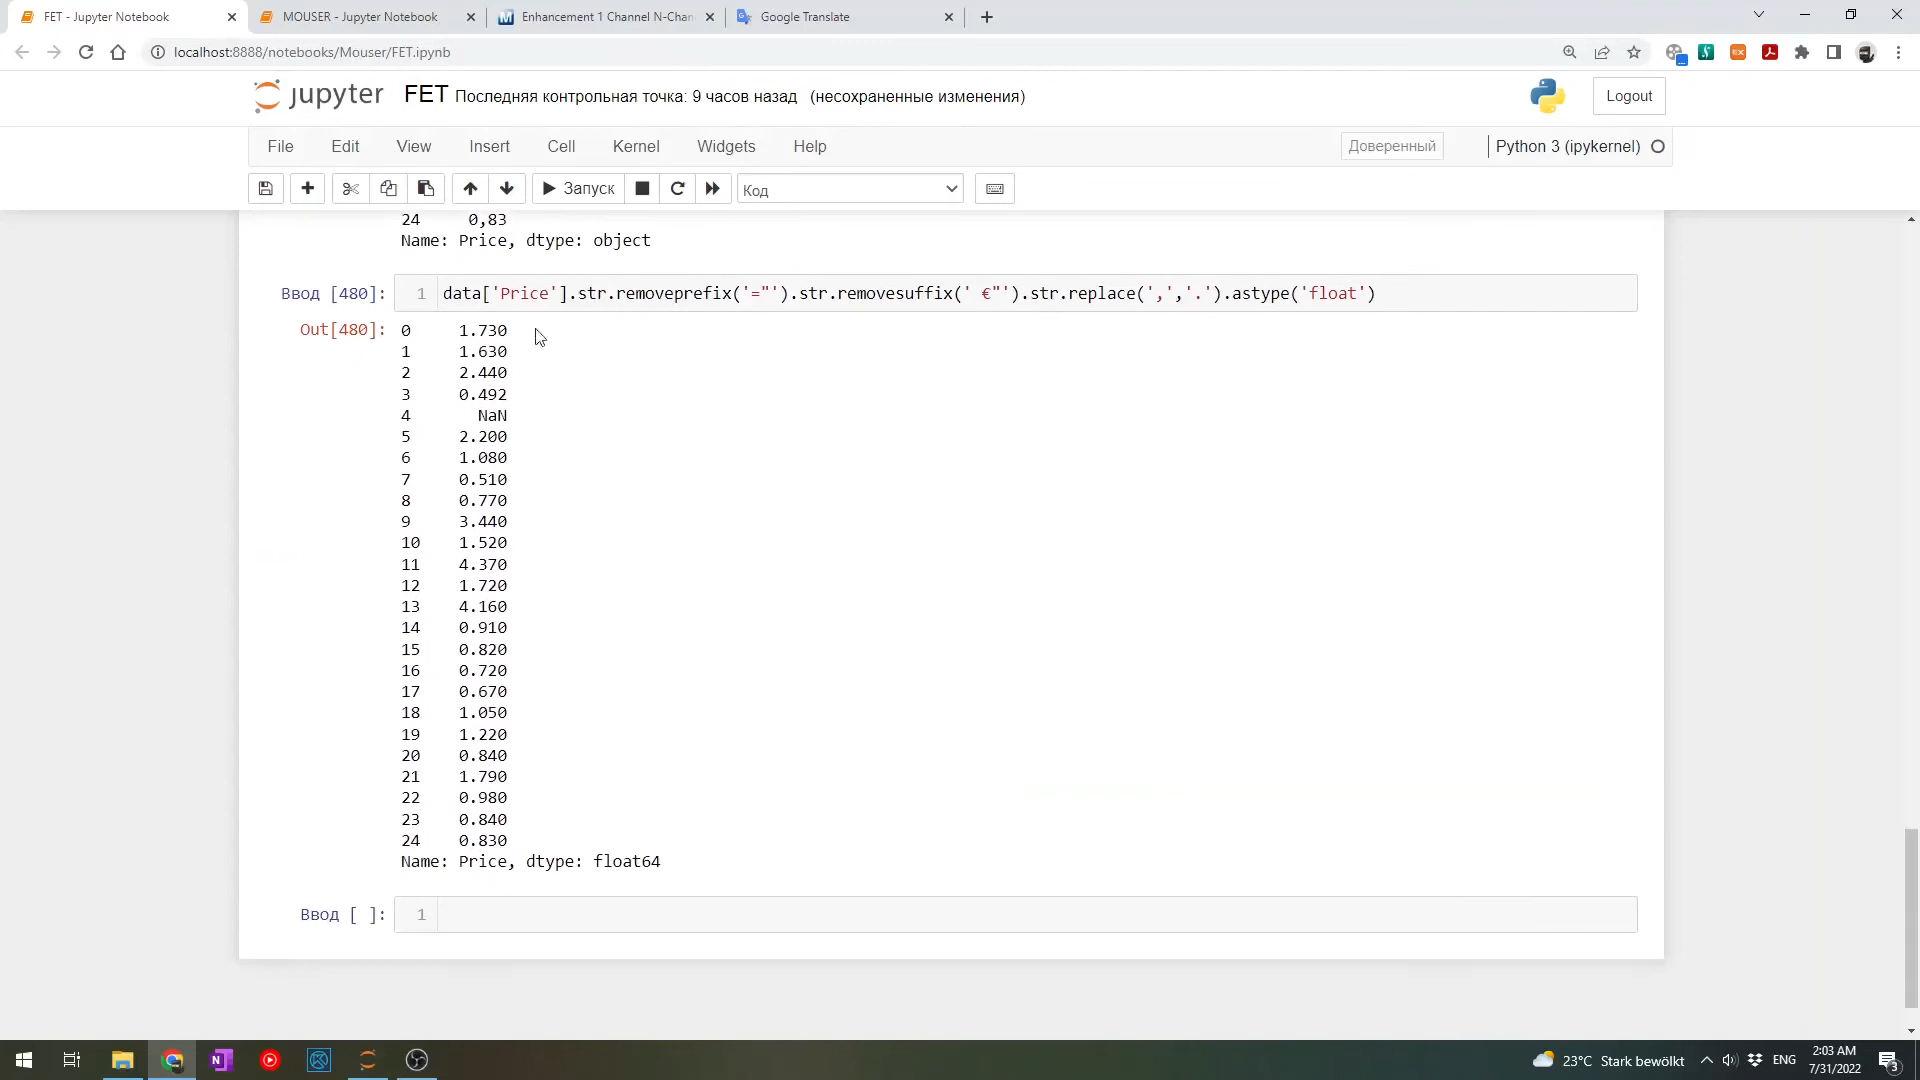 FET - Jupyter Notebook
MOUSER - Jupyter Notebook
Enhancement 1 Channel N-Chan
Google Translate
localhost:8888/notebooks/Mouser/FET.ipynb
jupyter FET Последняя контрольная точка: 9 часов назад (несохраненные изменения)
Logout
File Edit View Insert Cell Kernel Widgets Help
Доверенный
Python 3 (ipykernel)
Запуск
Код
24 0,83
Name: Price, dtype: object
Ввод [480]: 1 data['Price'].str.removeprefix('="').str.removesuffix(' €"').str.replace(',','.').astype('float')
Out[480]: 0 1.730
1 1.630
2 2.440
3 0.492
4 NaN
5 2.200
6 1.080
7 0.510
8 0.770
9 3.440
10 1.520
11 4.370
12 1.720
13 4.160
14 0.910
15 0.820
16 0.720
17 0.670
18 1.050
19 1.220
20 0.840
21 1.790
22 0.980
23 0.840
24 0.830
Name: Price, dtype: float64
Ввод [ ]: 1
23°C Stark bewölkt
ENG
2:03 AM
7/31/2022
3